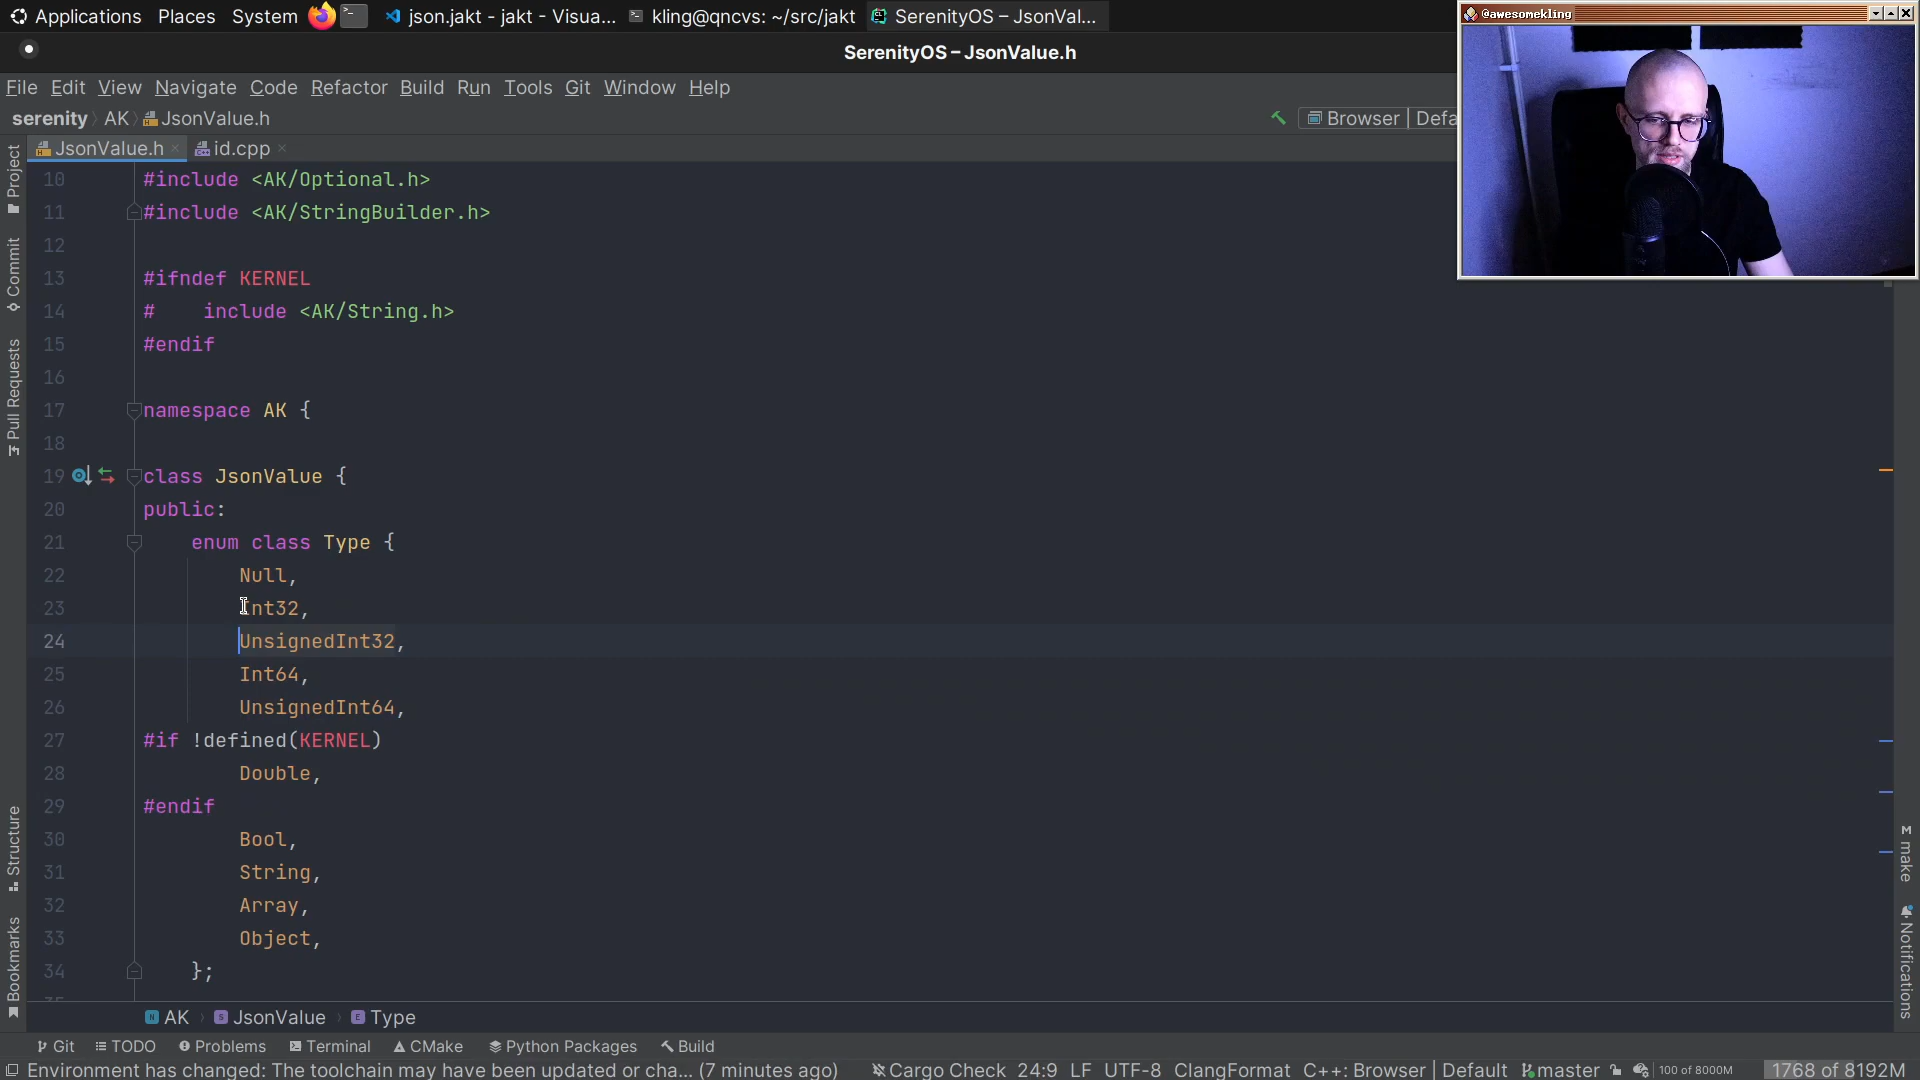 Applications Places System json.jakt - jakt - Visua... kling@qncvs: ~/src/jakt SerenityOS – JsonVal...
@awesomekling
SerenityOS – JsonValue.h
File Edit View Navigate Code Refactor Build Run Tools Git Window Help
serenity AK JsonValue.h Browser | Defa
JsonValue.h id.cpp
Project
Commit
Pull Requests
Structure
Bookmarks
10 #include <AK/Optional.h>
11 #include <AK/StringBuilder.h>
12
13 #ifndef KERNEL
14 #    include <AK/String.h>
15 #endif
16
17 namespace AK {
18
19 class JsonValue {
20 public:
21     enum class Type {
22         Null,
23         Int32,
24         UnsignedInt32,
25         Int64,
26         UnsignedInt64,
27 #if !defined(KERNEL)
28         Double,
29 #endif
30         Bool,
31         String,
32         Array,
33         Object,
34     };
make
Notifications
AK JsonValue Type
Git TODO Problems Terminal CMake Python Packages Build
Environment has changed: The toolchain may have been updated or cha... (7 minutes ago) Cargo Check 24:9 LF UTF-8 ClangFormat C++: Browser | Default master 100 of 8000M 1768 of 8192M